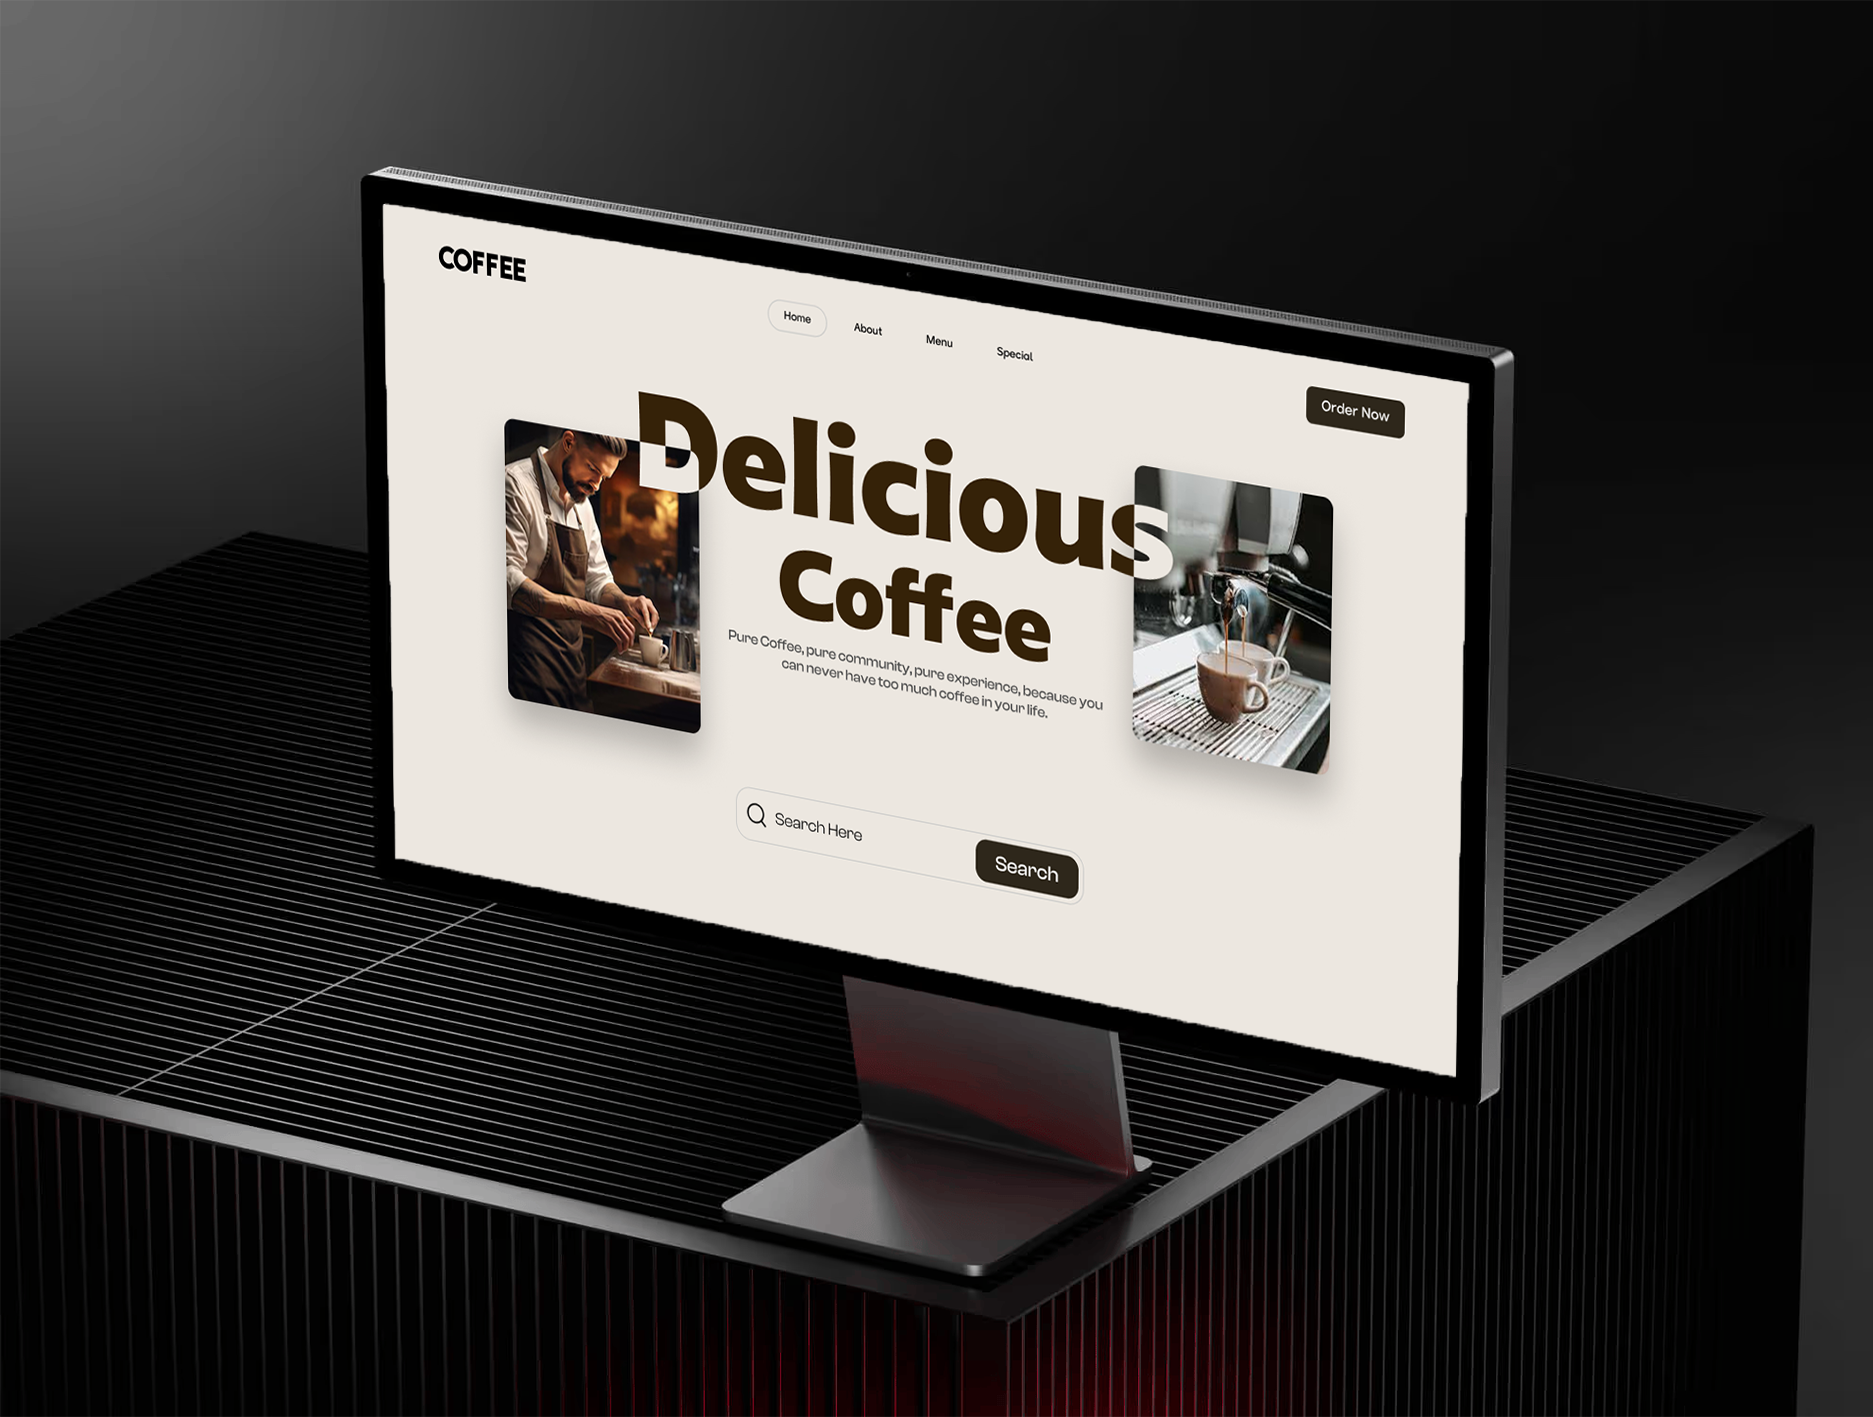 COFFEE
Home About Menu Special
Order Now
Delicious
Coffee
Pure Coffee, pure community, pure experience, because you
can never have too much coffee in your life.
Search Here
Search